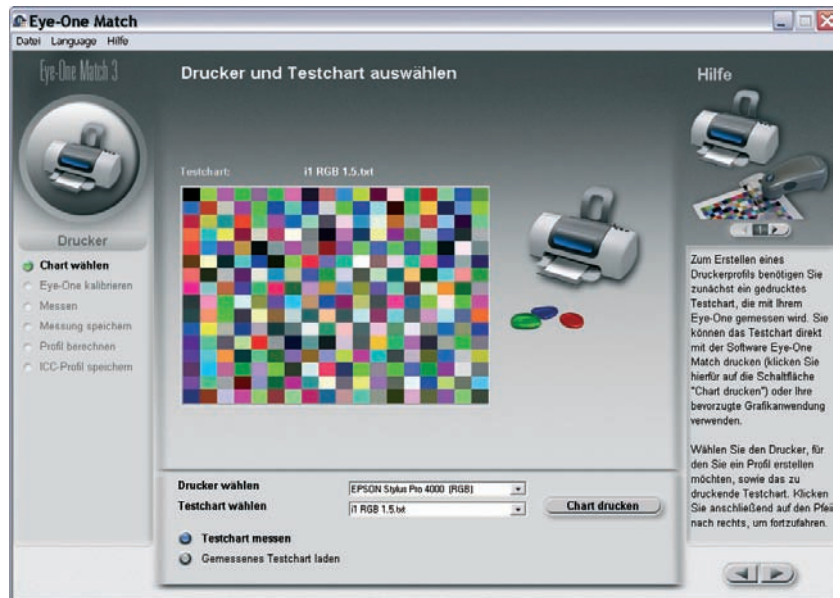 Eye-One Match
Datei Language Hilfe
Eye-One Match 3
Drucker und Testchart auswählen
Hilfe
Testchart: i1 RGB 1.5.txt
Drucker
Chart wählen
Eye-One kalibrieren
Messen
Messung speichern
Profil berechnen
ICC-Profil speichern
1
Zum Erstellen eines
Druckerprofils benötigen Sie
zunächst ein gedrucktes
Testchart, die mit Ihrem
Eye-One gemessen wird. Sie
können das Testchart direkt
mit der Software Eye-One
Match drucken (klicken Sie
hierfür auf die Schaltfläche
"Chart drucken") oder Ihre
bevorzugte Grafikanwendung
verwenden.
Wählen Sie den Drucker, für
den Sie ein Profil erstellen
möchten, sowie das zu
druckende Testchart. Klicken
Sie anschließend auf den Pfeil
nach rechts, um fortzufahren.
Drucker wählen EPSON Stylus Pro 4000 (RGB)
Testchart wählen i1 RGB 1.5.txt Chart drucken
Testchart messen
Gemessenes Testchart laden